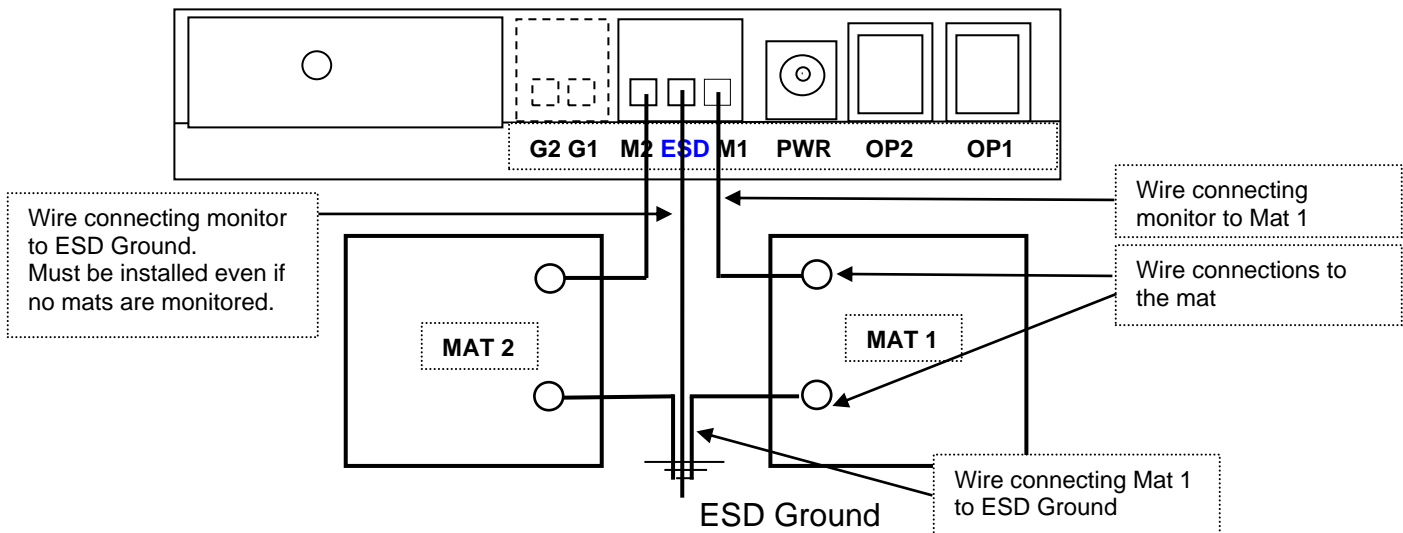 G2 G1 M2 ESD M1 PWR OP2 OP1
Wire connecting monitor
to ESD Ground.
Must be installed even if
no mats are monitored.
Wire connecting
monitor to Mat 1
Wire connections to
the mat
MAT 2
MAT 1
Wire connecting Mat 1
to ESD Ground
ESD Ground